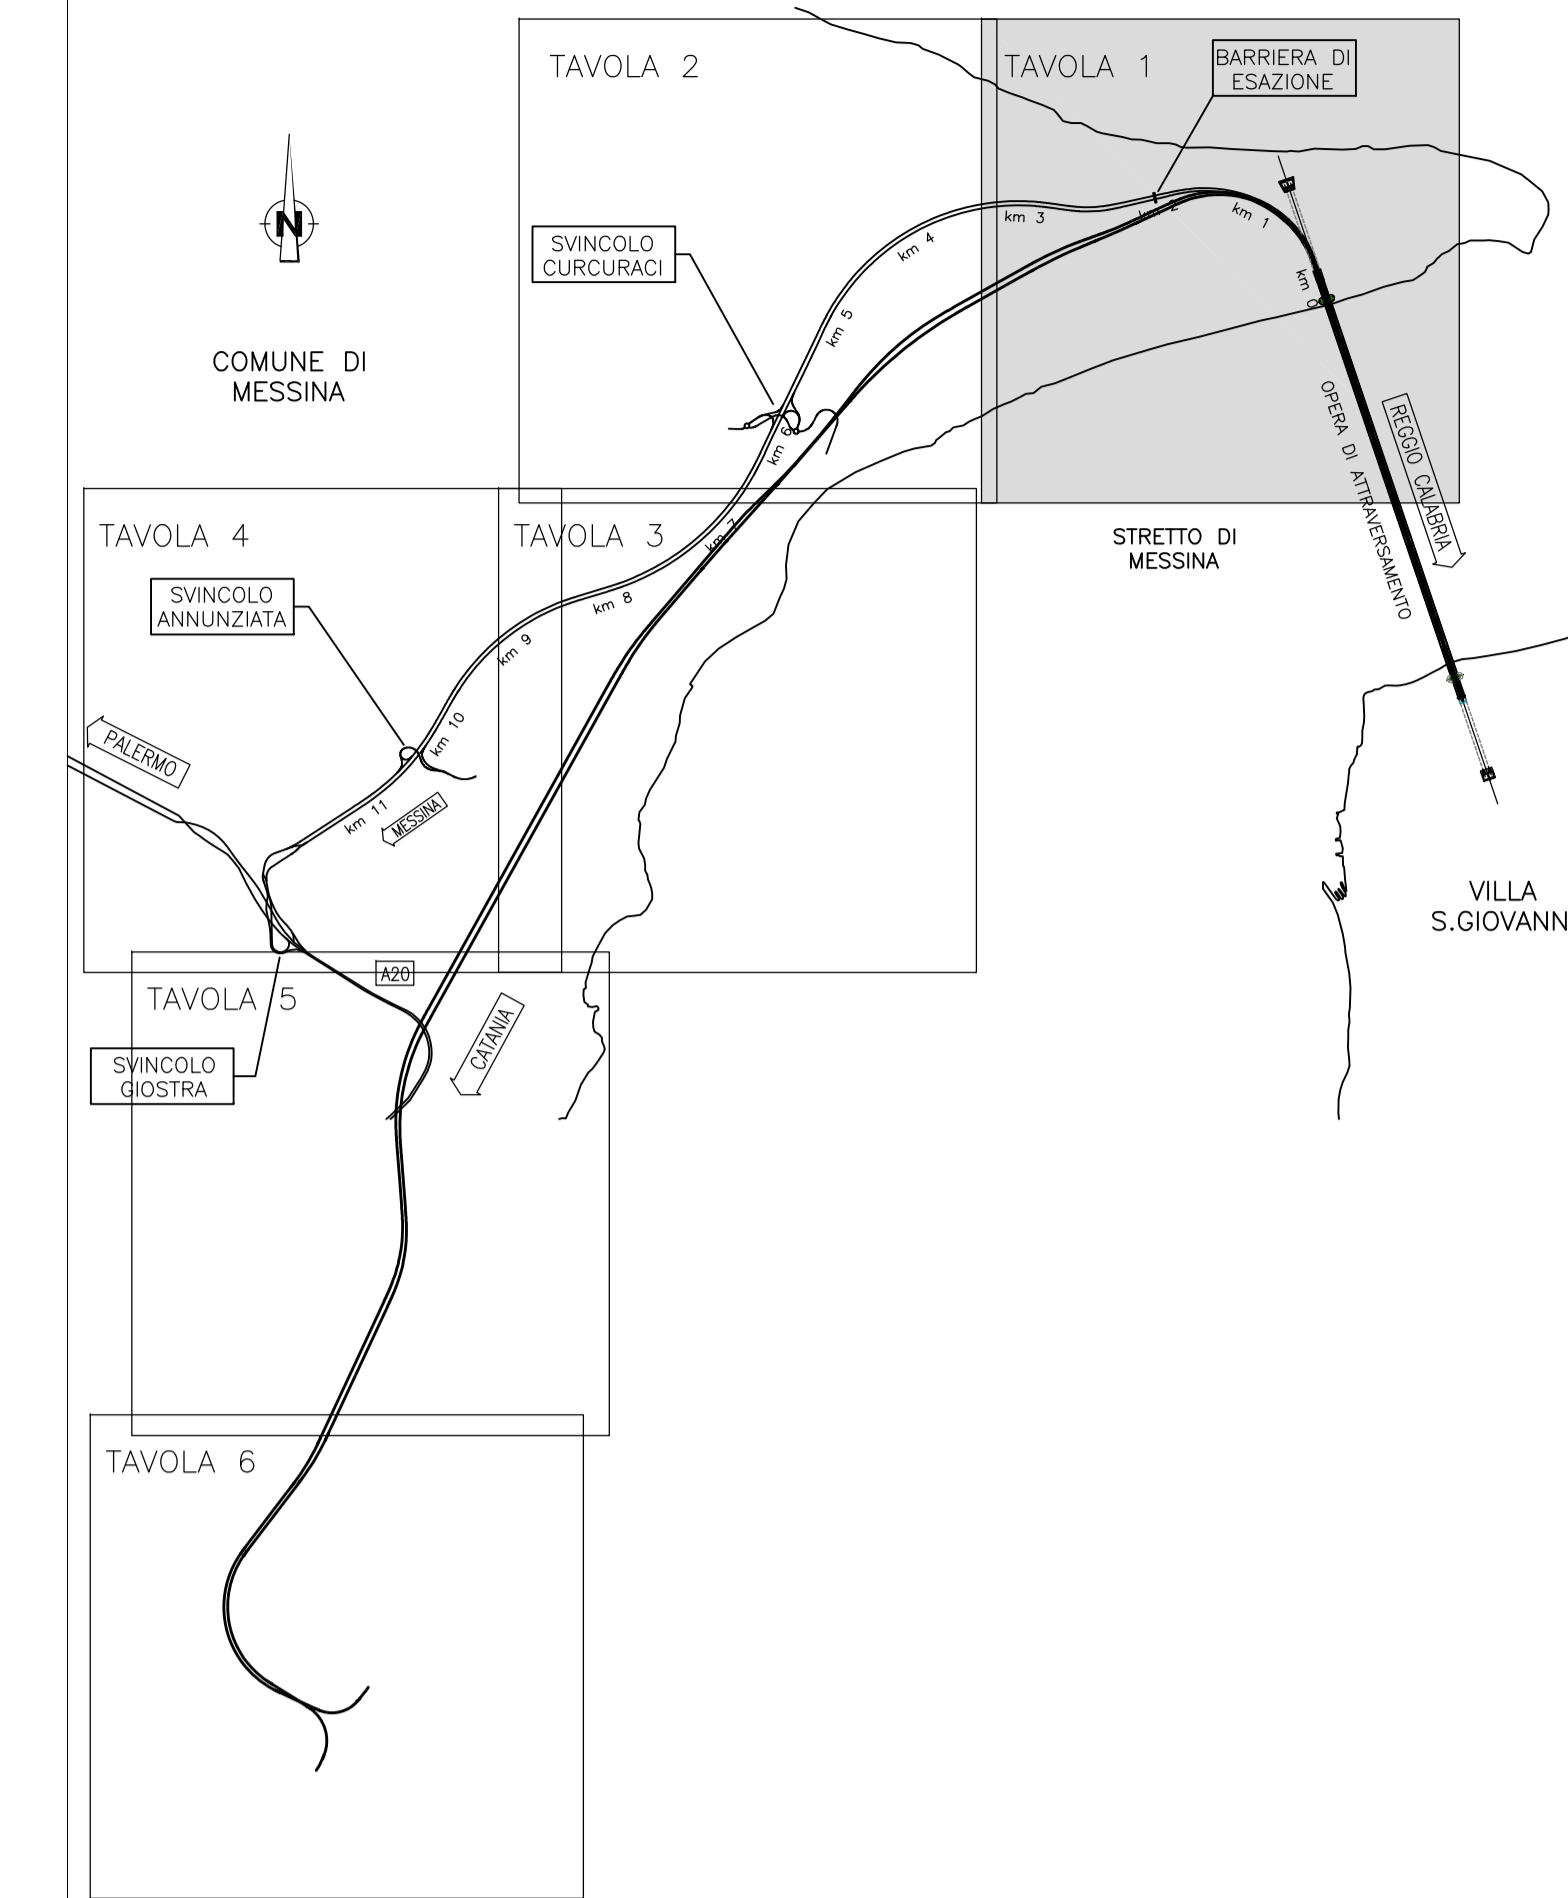 TAVOLA 2
TAVOLA 1
BARRIERA DI
ESAZIONE
N
SVINCOLO
CURCURACI
km 4
km 3
km 2
km 1
km 0
km 5
km 6
COMUNE DI
MESSINA
OPERA DI ATTRAVERSAMENTO
REGGIO CALABRIA
TAVOLA 4
TAVOLA 3
km 7
STRETTO DI
MESSINA
SVINCOLO
ANNUNZIATA
km 8
km 9
km 10
PALERMO
km 11
MESSINA
VILLA
S.GIOVANN
A20
TAVOLA 5
CATANIA
SVINCOLO
GIOSTRA
TAVOLA 6